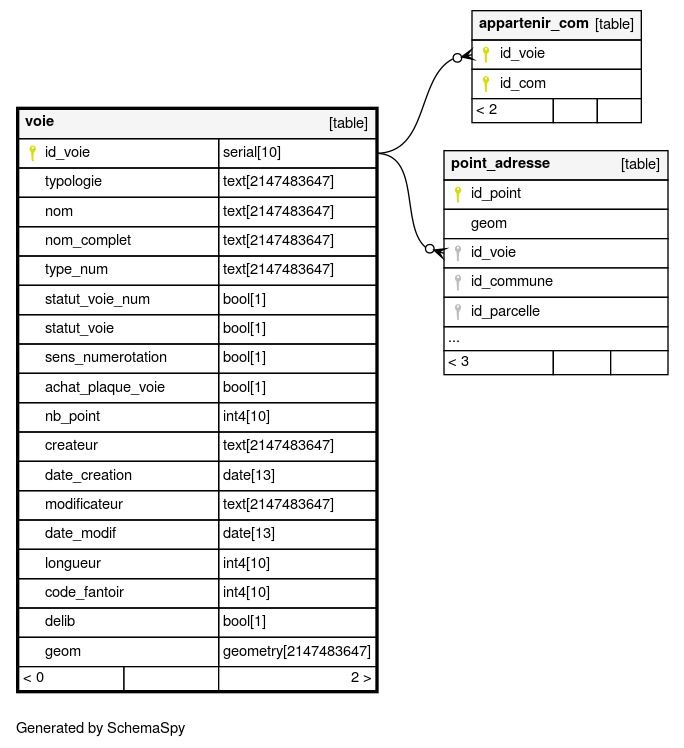 appartenir_com [table]
id_voie
id_com
< 2
voie [table]
id_voie serial[10]
typologie text[2147483647]
nom text[2147483647]
nom_complet text[2147483647]
type_num text[2147483647]
statut_voie_num bool[1]
statut_voie bool[1]
sens_numerotation bool[1]
achat_plaque_voie bool[1]
nb_point int4[10]
createur text[2147483647]
date_creation date[13]
modificateur text[2147483647]
date_modif date[13]
longueur int4[10]
code_fantoir int4[10]
delib bool[1]
geom geometry[2147483647]
< 0 2 >
point_adresse [table]
id_point
geom
id_voie
id_commune
id_parcelle
...
< 3
Generated by SchemaSpy